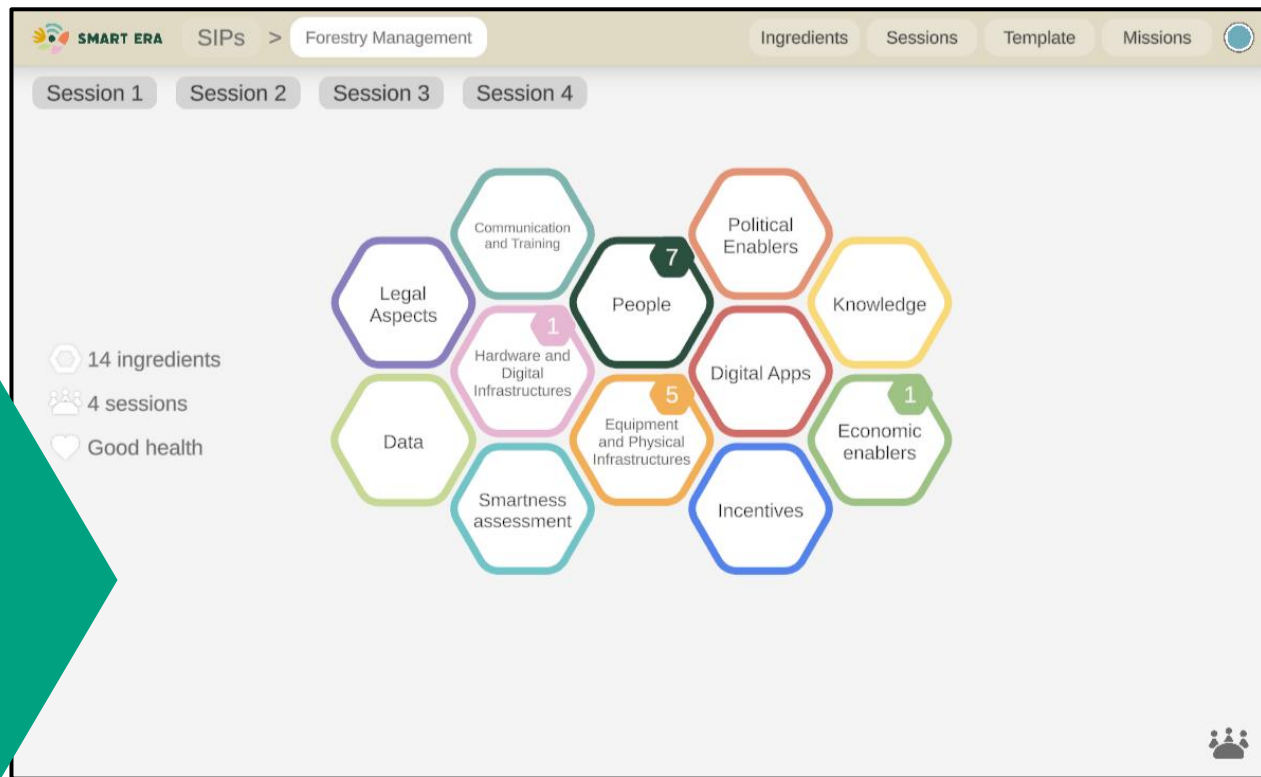 SMART ERA
SIPs > Forestry Management
Ingredients
Sessions
Template
Missions
Session 1
Session 2
Session 3
Session 4
Communication
and Training
Political
Enablers
7
Legal
Aspects
People
Knowledge
1
Hardware and
Digital
Infrastructures
Digital Apps
14 ingredients
4 sessions
Good health
Data
5
Equipment
and Physical
Infrastructures
1
Economic
enablers
Smartness
assessment
Incentives